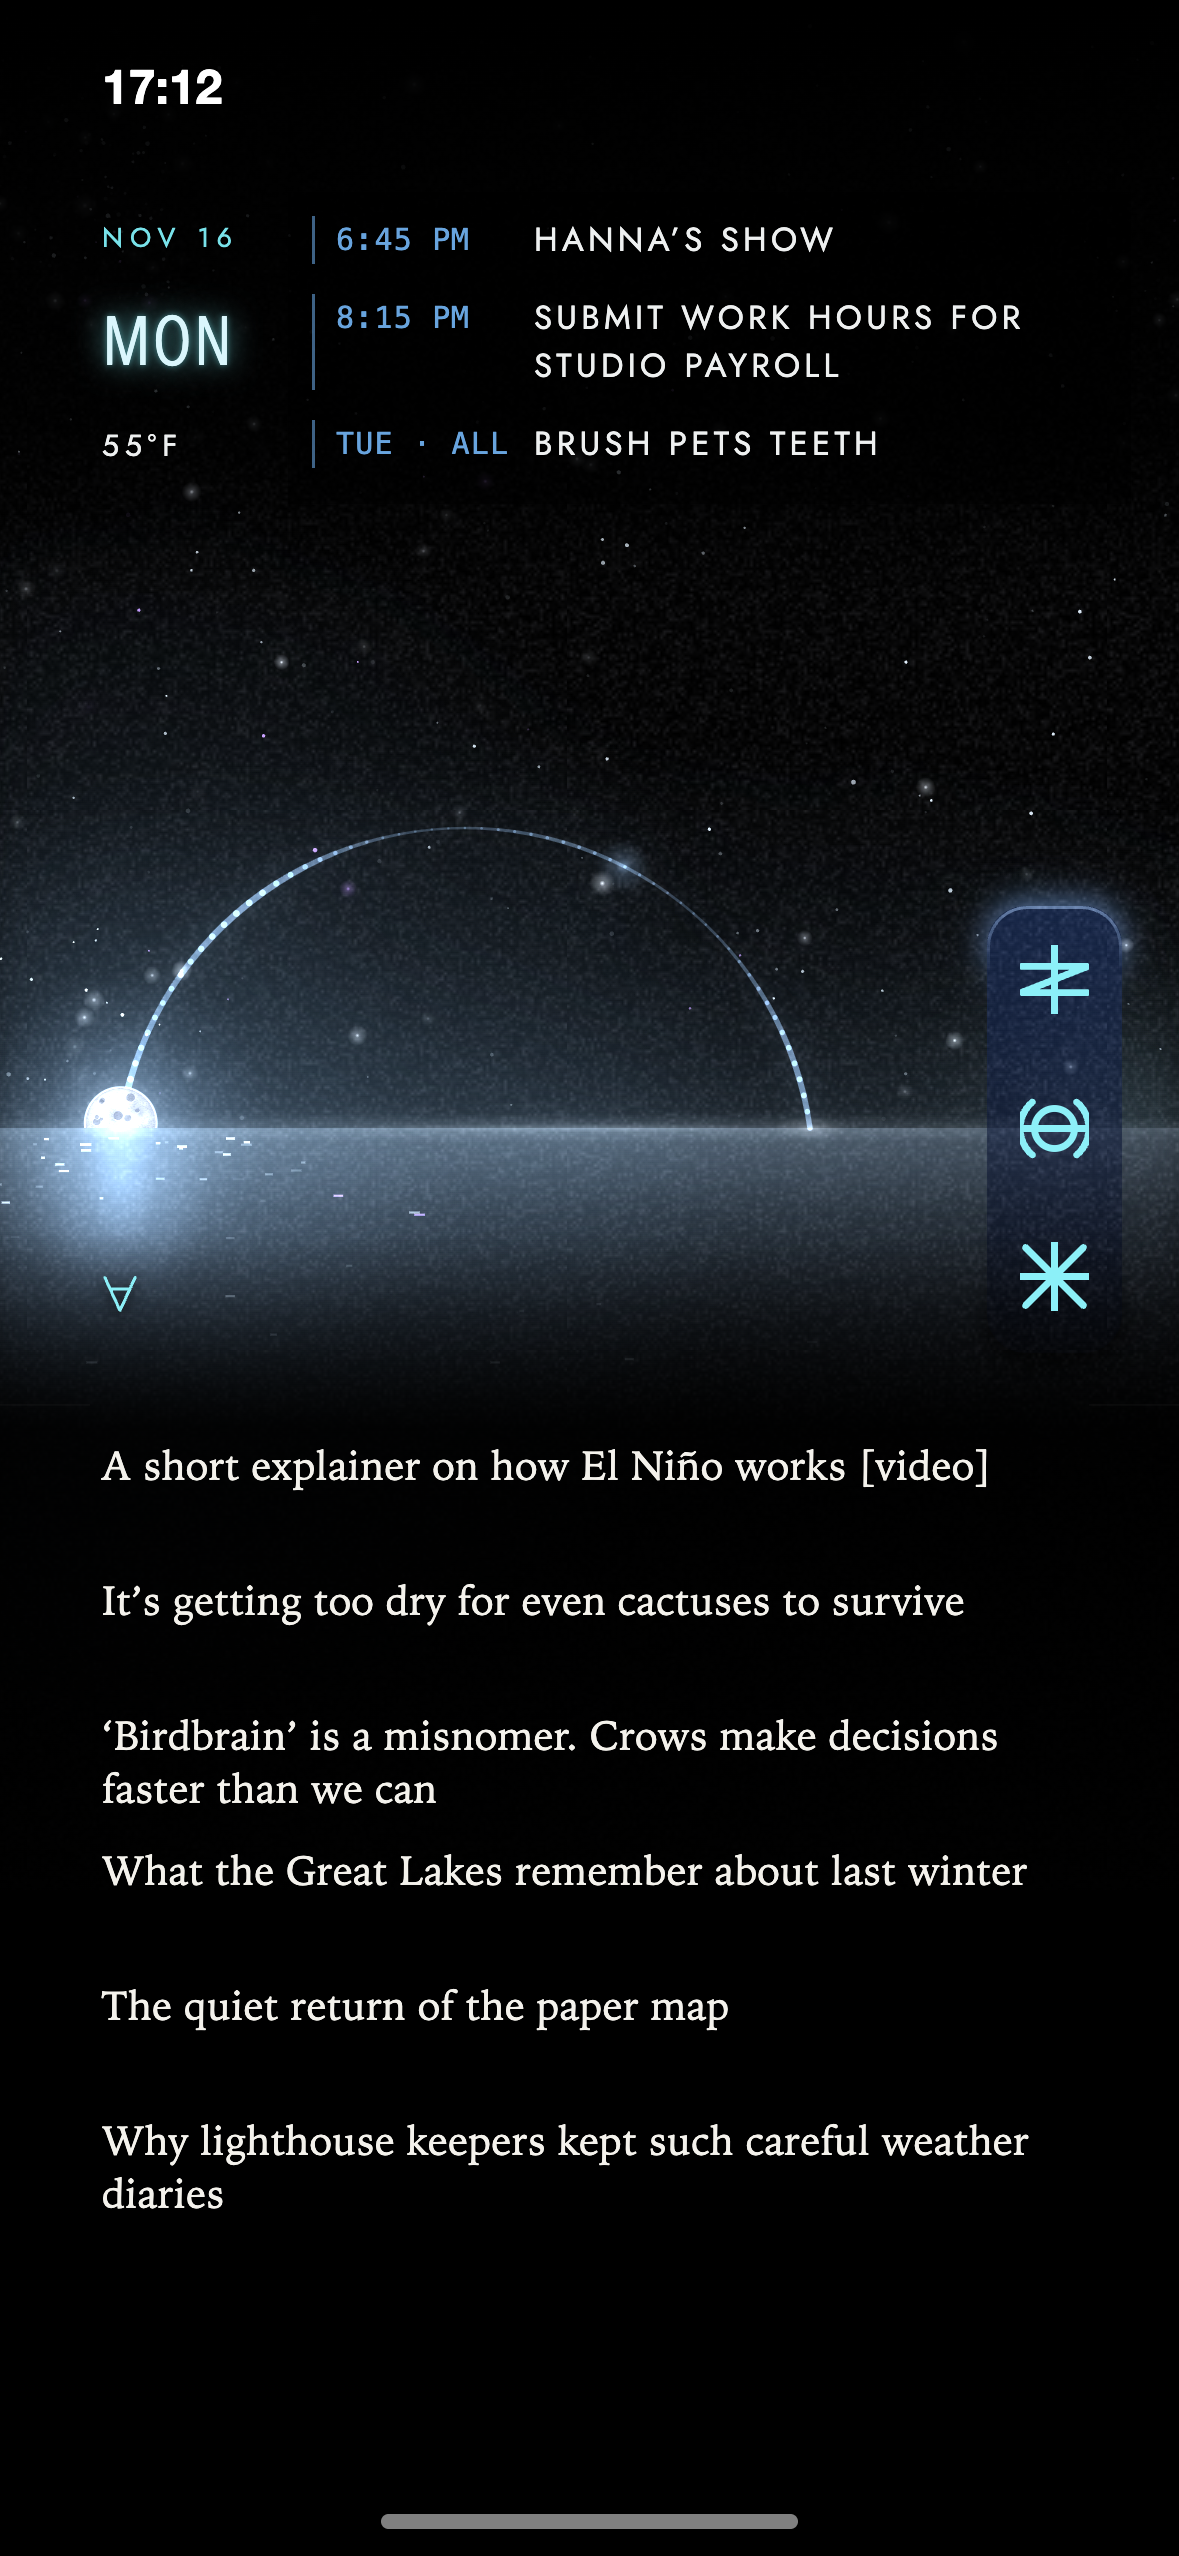 17:12
NOV 16
MON
55°F
6:45 PM HANNA’S SHOW
8:15 PM SUBMIT WORK HOURS FOR
STUDIO PAYROLL
TUE · ALL BRUSH PETS TEETH
A short explainer on how El Niño works [video]
It’s getting too dry for even cactuses to survive
‘Birdbrain’ is a misnomer. Crows make decisions
faster than we can
What the Great Lakes remember about last winter
The quiet return of the paper map
Why lighthouse keepers kept such careful weather
diaries